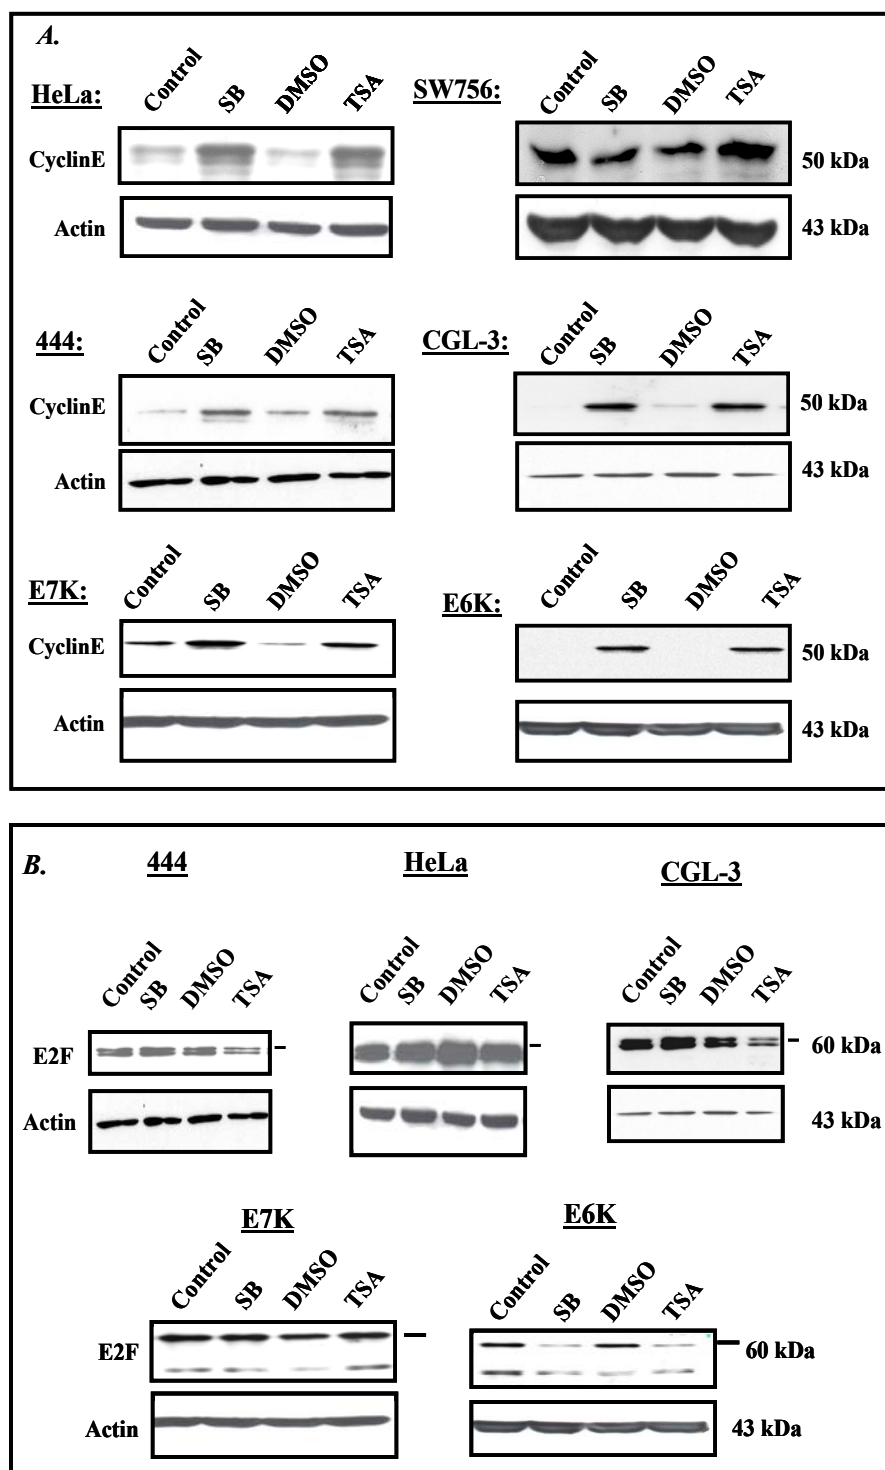 A.
HeLa: Control SB DMSO TSA SW756: Control SB DMSO TSA
CyclinE 50 kDa
Actin 43 kDa
444: Control SB DMSO TSA CGL-3: Control SB DMSO TSA
CyclinE 50 kDa
Actin 43 kDa
E7K: Control SB DMSO TSA E6K: Control SB DMSO TSA
CyclinE 50 kDa
Actin 43 kDa
B. 444 HeLa CGL-3
Control SB DMSO TSA Control SB DMSO TSA Control SB DMSO TSA
E2F 60 kDa
Actin 43 kDa
E7K E6K
Control SB DMSO TSA Control SB DMSO TSA
E2F 60 kDa
Actin 43 kDa